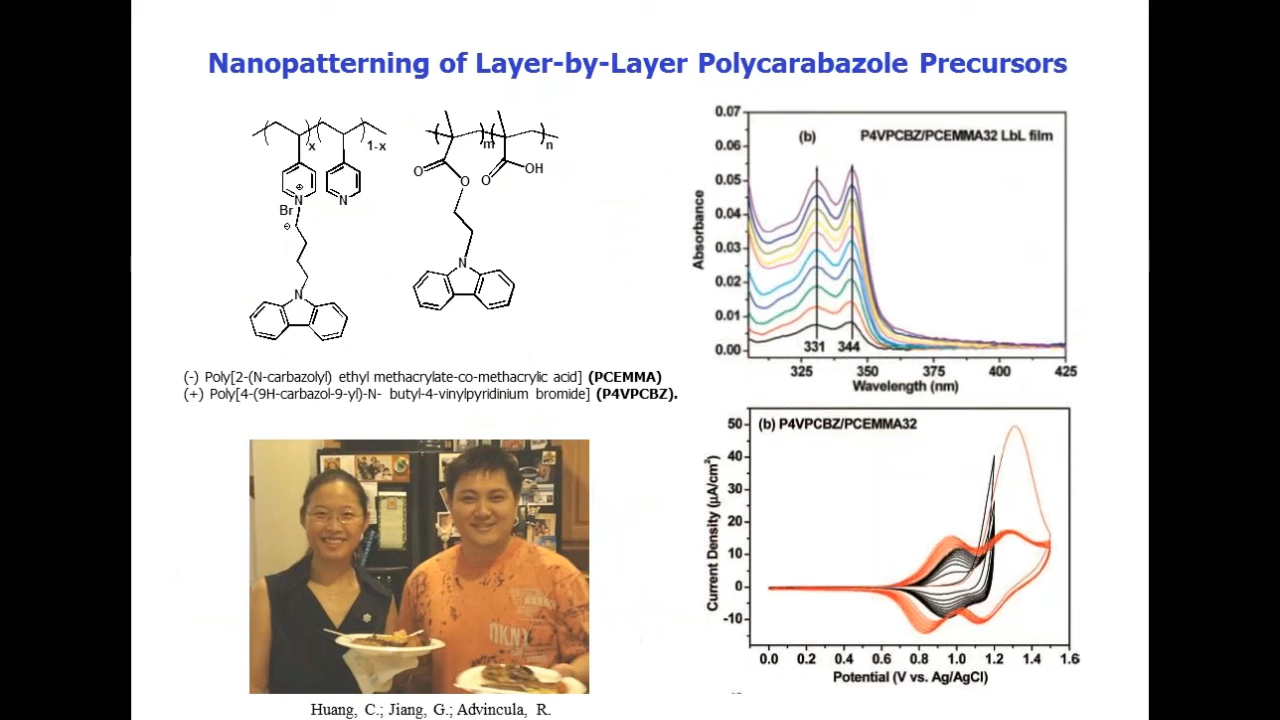 Nanopatterning of Layer-by-Layer Polycarabazole Precursors
x
1-x
N
⊕
Br
⊖
N
N
m
n
O
O
O
OH
N
(-) Poly[2-(N-carbazolyl) ethyl methacrylate-co-methacrylic acid] (PCEMMA)
(+) Poly[4-(9H-carbazol-9-yl)-N- butyl-4-vinylpyridinium bromide] (P4VPCBZ).
DKNY
Huang, C.; Jiang, G.; Advincula, R.
0.07
0.06
0.05
0.04
0.03
0.02
0.01
0.00
Absorbance
(b)
P4VPCBZ/PCEMMA32 LbL film
331 344
325 350 375 400 425
Wavelength (nm)
50
40
30
20
10
0
-10
Current Density (µA/cm²)
(b) P4VPCBZ/PCEMMA32
0.0 0.2 0.4 0.6 0.8 1.0 1.2 1.4 1.6
Potential (V vs. Ag/AgCl)